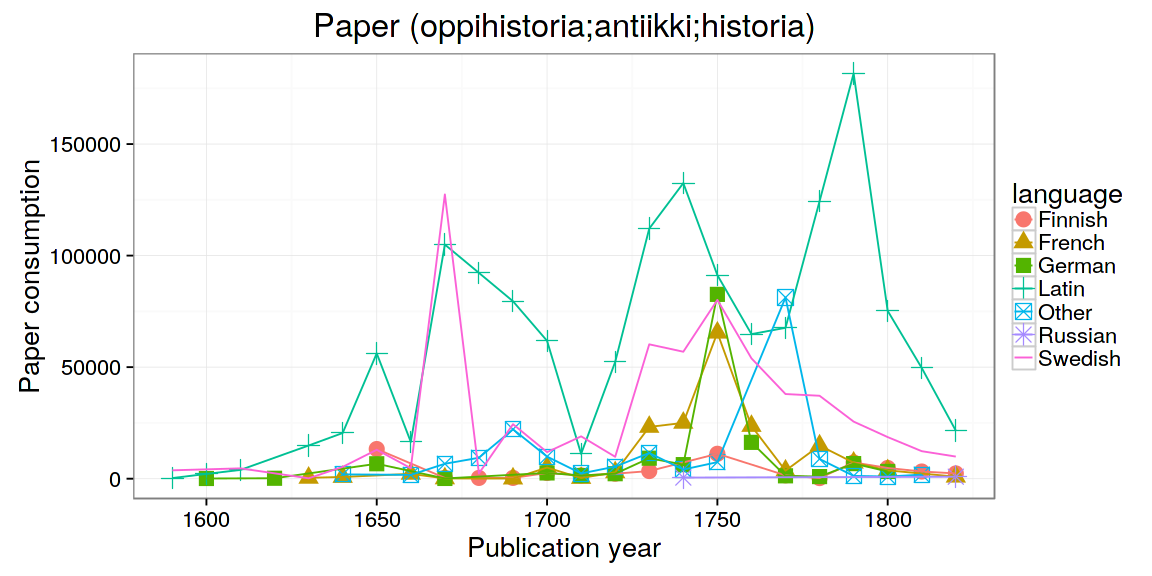 Paper (oppihistoria;antiikki;historia)
150000
100000
50000
0
Paper consumption
1600 1650 1700 1750 1800
Publication year
language
Finnish
French
German
Latin
Other
Russian
Swedish